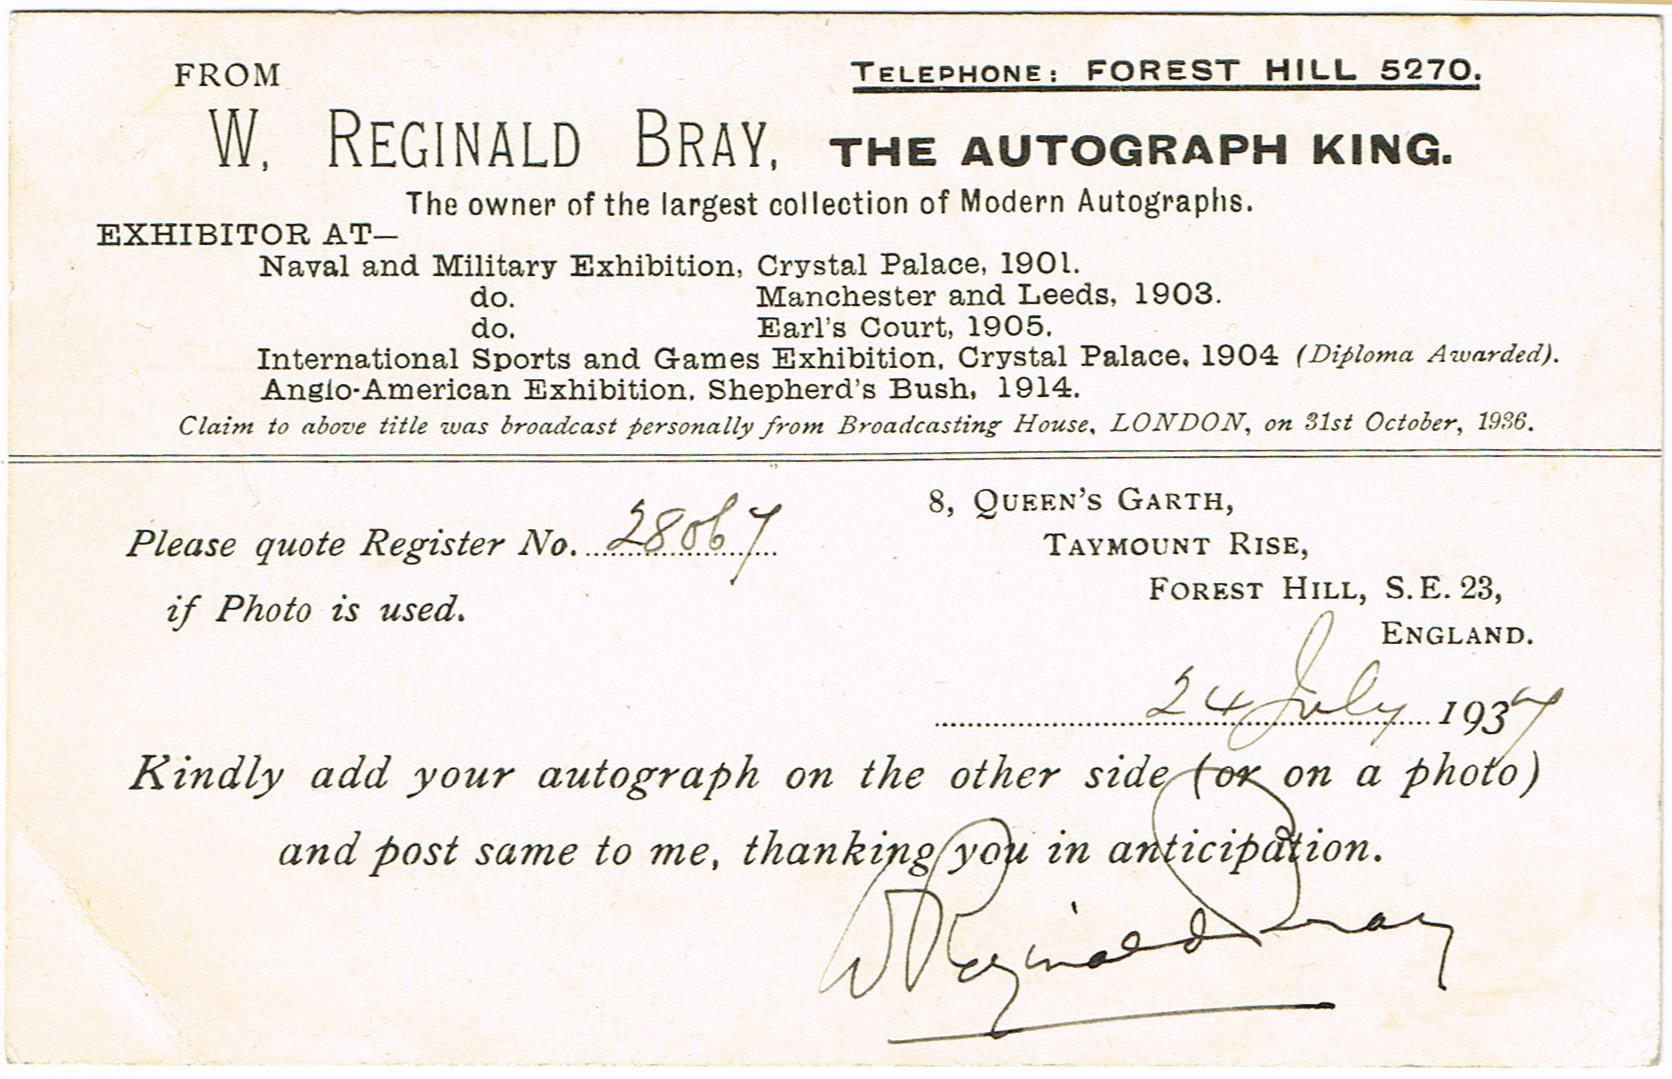 FROM
TELEPHONE: FOREST HILL 5270.
W. REGINALD BRAY, THE AUTOGRAPH KING.
The owner of the largest collection of Modern Autographs.
EXHIBITOR AT—
Naval and Military Exhibition, Crystal Palace, 1901.
do. Manchester and Leeds, 1903.
do. Earl's Court, 1905.
International Sports and Games Exhibition, Crystal Palace, 1904 (Diploma Awarded).
Anglo-American Exhibition, Shepherd's Bush, 1914.
Claim to above title was broadcast personally from Broadcasting House, LONDON, on 31st October, 1936.
8, QUEEN'S GARTH,
Please quote Register No. 28067
TAYMOUNT RISE,
if Photo is used.
FOREST HILL, S.E. 23,
ENGLAND.
24 July 1937
Kindly add your autograph on the other side (or on a photo)
and post same to me, thanking you in anticipation.
W Reginald Bray